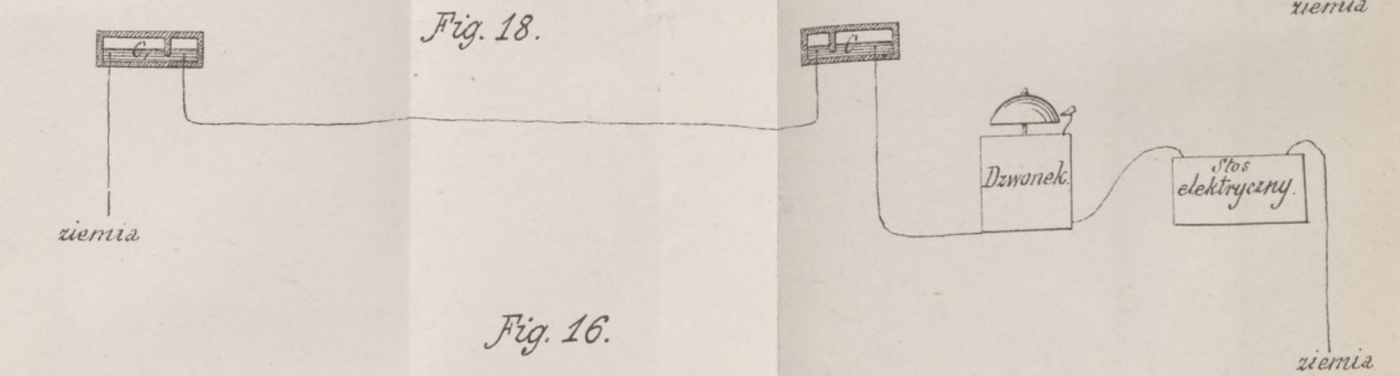 ziemia
Fig. 18.
C,
C
Dzwonek.
Stos
elektryczny.
ziemia
Fig. 16.
ziemia